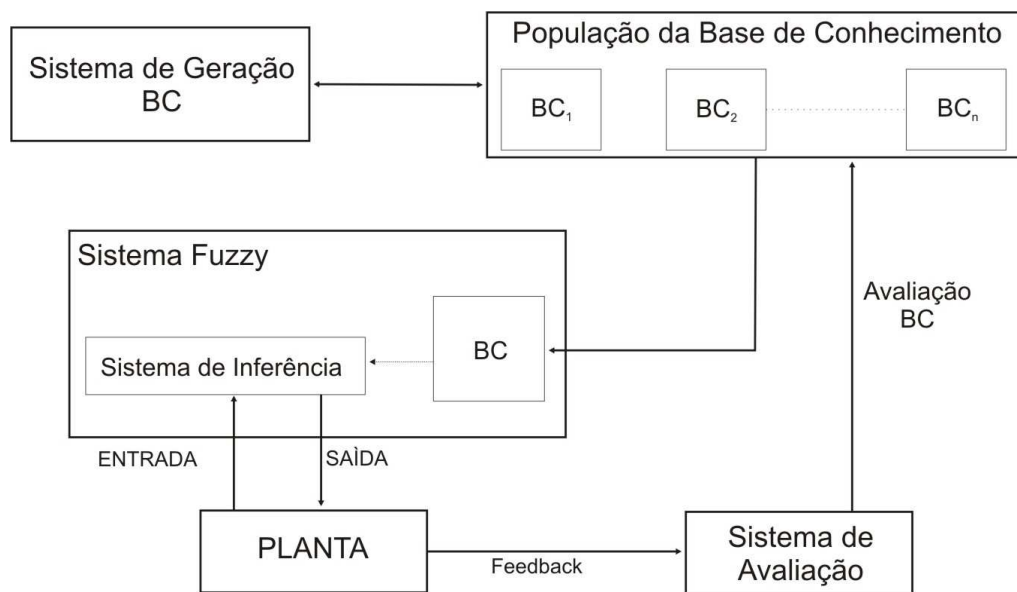 Sistema de Geração
BC
População da Base de Conhecimento
BC₁
BC₂
BCₙ
Sistema Fuzzy
Sistema de Inferência
BC
Avaliação
BC
ENTRADA
SAÌDA
PLANTA
Feedback
Sistema de
Avaliação